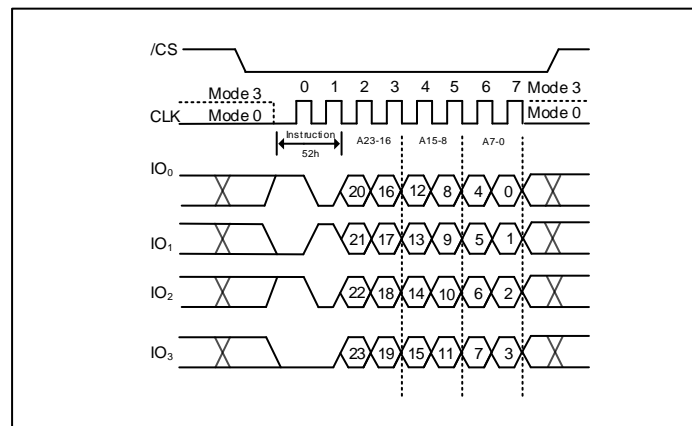 /CS
0 1 2 3 4 5 6 7
Mode 3 Mode 3
CLK Mode 0 Mode 0
Instruction A23-16 A15-8 A7-0
52h
IO0 20 16 12 8 4 0
IO1 21 17 13 9 5 1
IO2 22 18 14 10 6 2
IO3 23 19 15 11 7 3